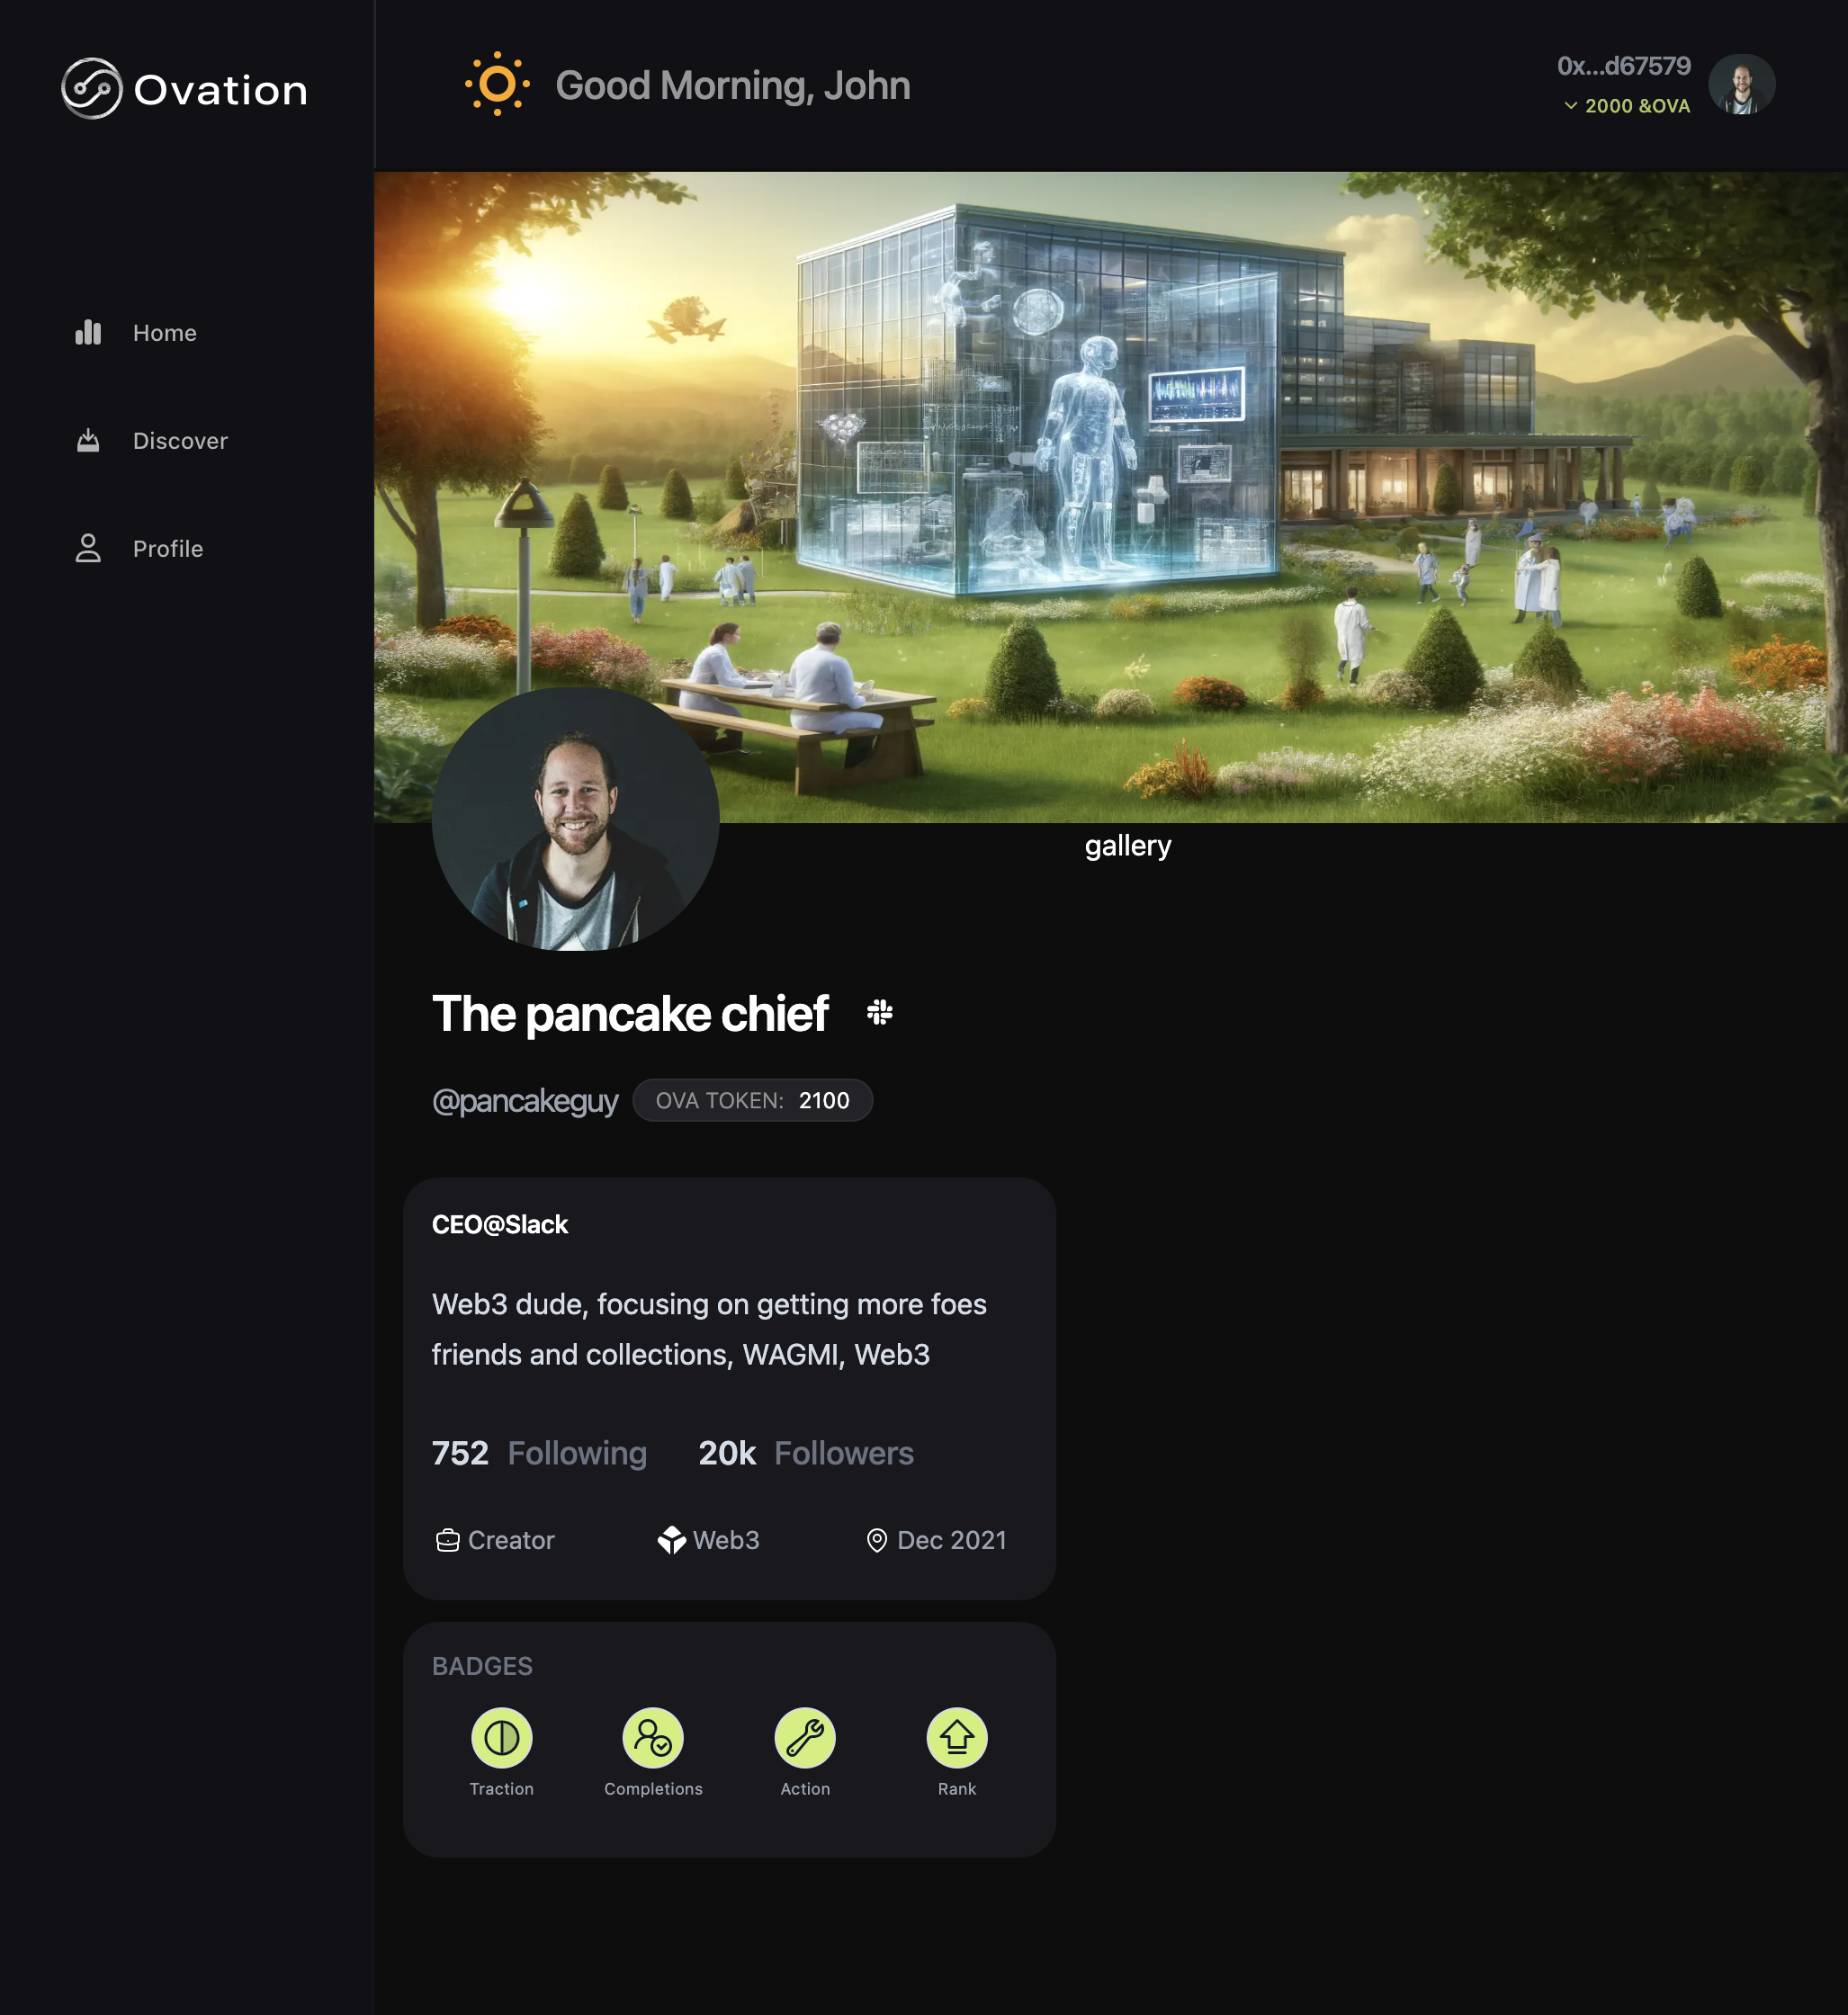 Ovation
Good Morning, John
0x...d67579
2000 &OVA
Home
Discover
Profile
gallery
The pancake chief
@pancakeguy
OVA TOKEN: 2100
CEO@Slack
Web3 dude, focusing on getting more foes
friends and collections, WAGMI, Web3
752 Following 20k Followers
Creator Web3 Dec 2021
BADGES
Traction Completions Action Rank